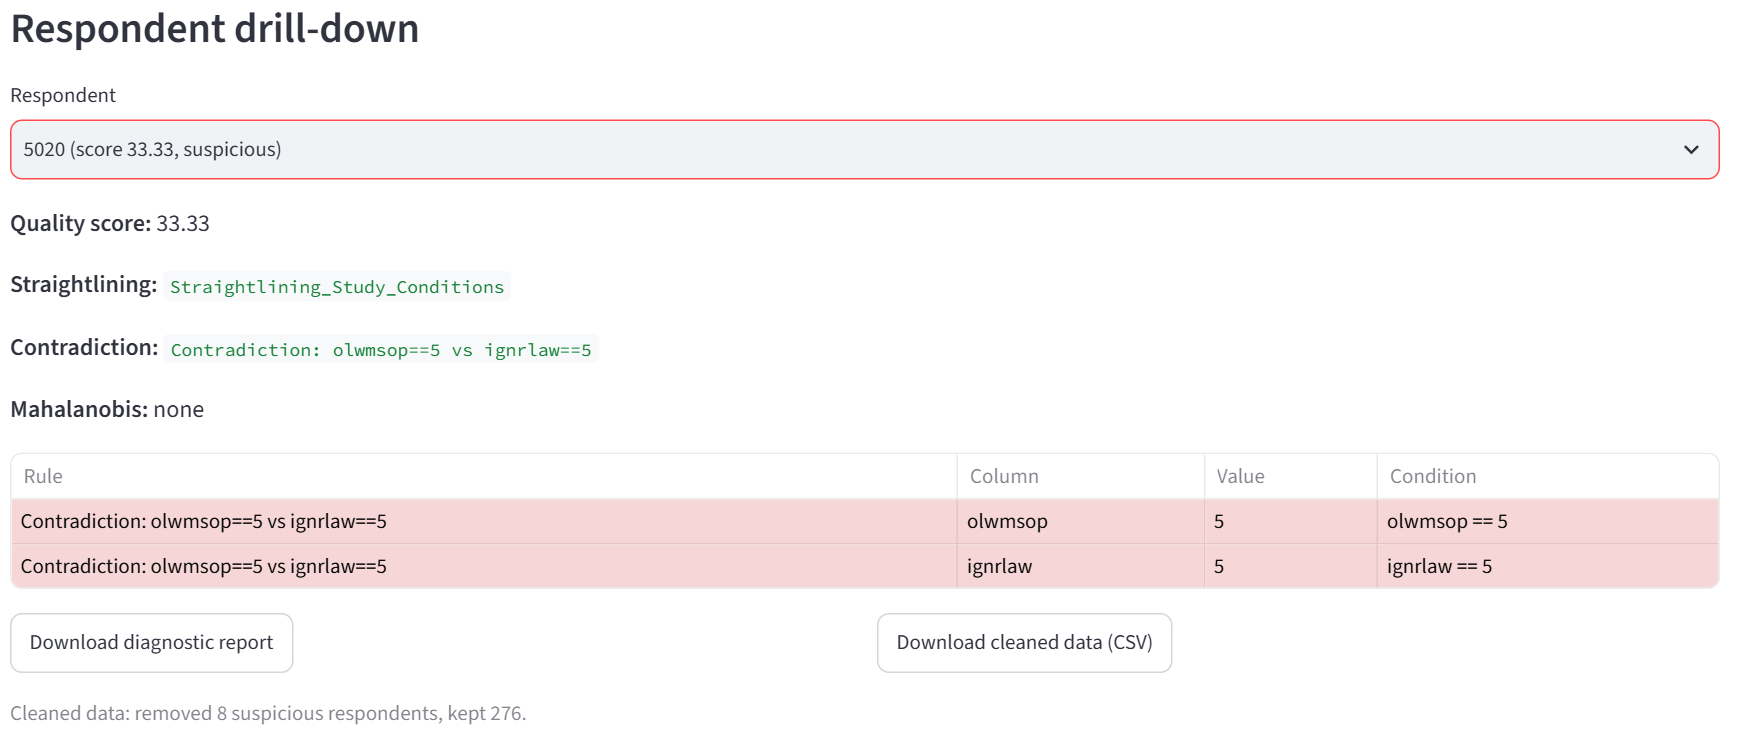 Respondent drill-down
Respondent
5020 (score 33.33, suspicious)
Quality score: 33.33
Straightlining: Straightlining_Study_Conditions
Contradiction: Contradiction: olwmsop==5 vs ignrlaw==5
Mahalanobis: none
Rule Column Value Condition
Contradiction: olwmsop==5 vs ignrlaw==5 olwmsop 5 olwmsop == 5
Contradiction: olwmsop==5 vs ignrlaw==5 ignrlaw 5 ignrlaw == 5
Download diagnostic report Download cleaned data (CSV)
Cleaned data: removed 8 suspicious respondents, kept 276.